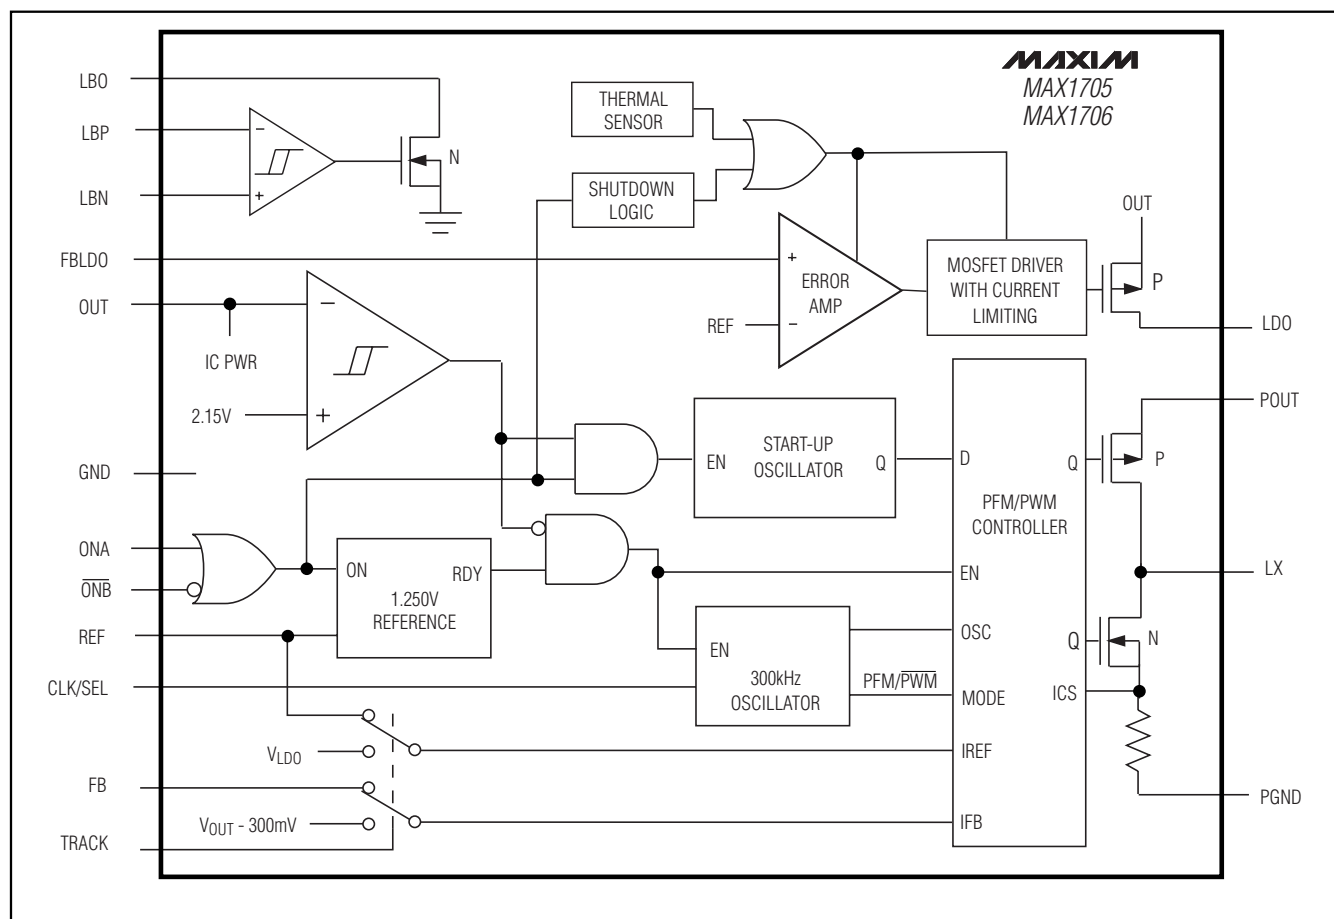 MAXIM
MAX1705
MAX1706
LBO
LBP
LBN
FBLDO
OUT
GND
ONA
ONB
REF
CLK/SEL
FB
TRACK
−
+
N
THERMAL
SENSOR
SHUTDOWN
LOGIC
+
ERROR
AMP
REF
−
MOSFET DRIVER
WITH CURRENT
LIMITING
OUT
P
LDO
−
IC PWR
2.15V
+
EN
START-UP
OSCILLATOR
Q
D
PFM/PWM
CONTROLLER
Q
P
POUT
ON
RDY
1.250V
REFERENCE
EN
LX
EN
300kHz
OSCILLATOR
OSC
PFM/PWM
MODE
Q
N
ICS
VLDO
IREF
VOUT - 300mV
IFB
PGND